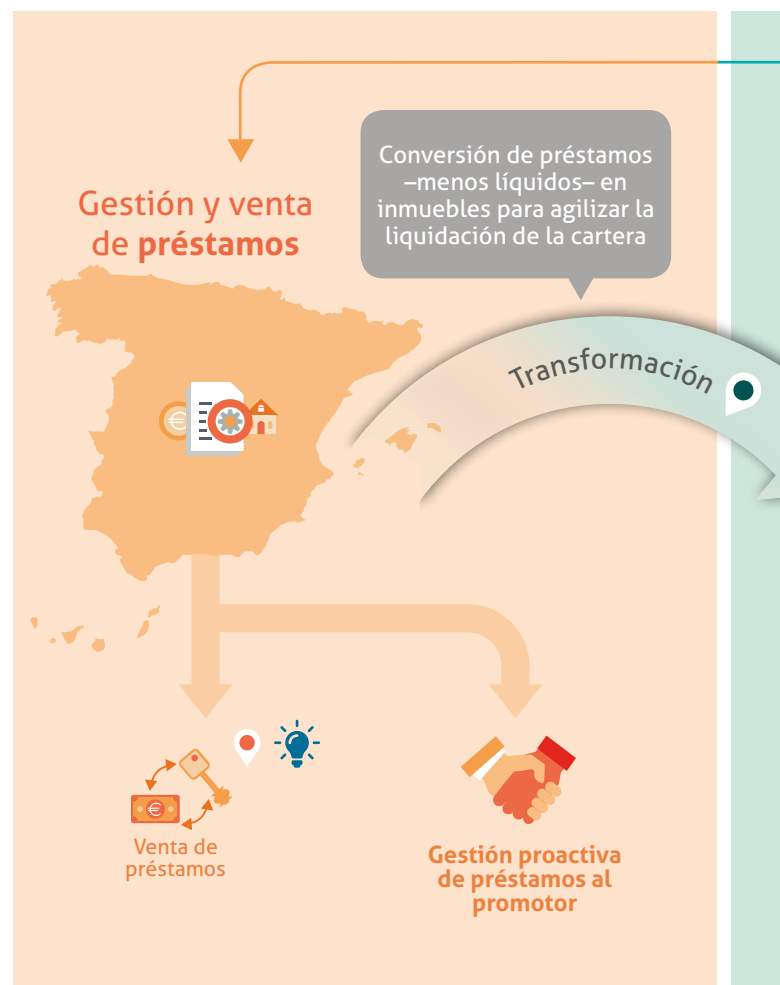 Conversión de préstamos
–menos líquidos– en
inmuebles para agilizar la
liquidación de la cartera
Gestión y venta
de préstamos
Transformación
€
€
Venta de
préstamos
Gestión proactiva
de préstamos al
promotor